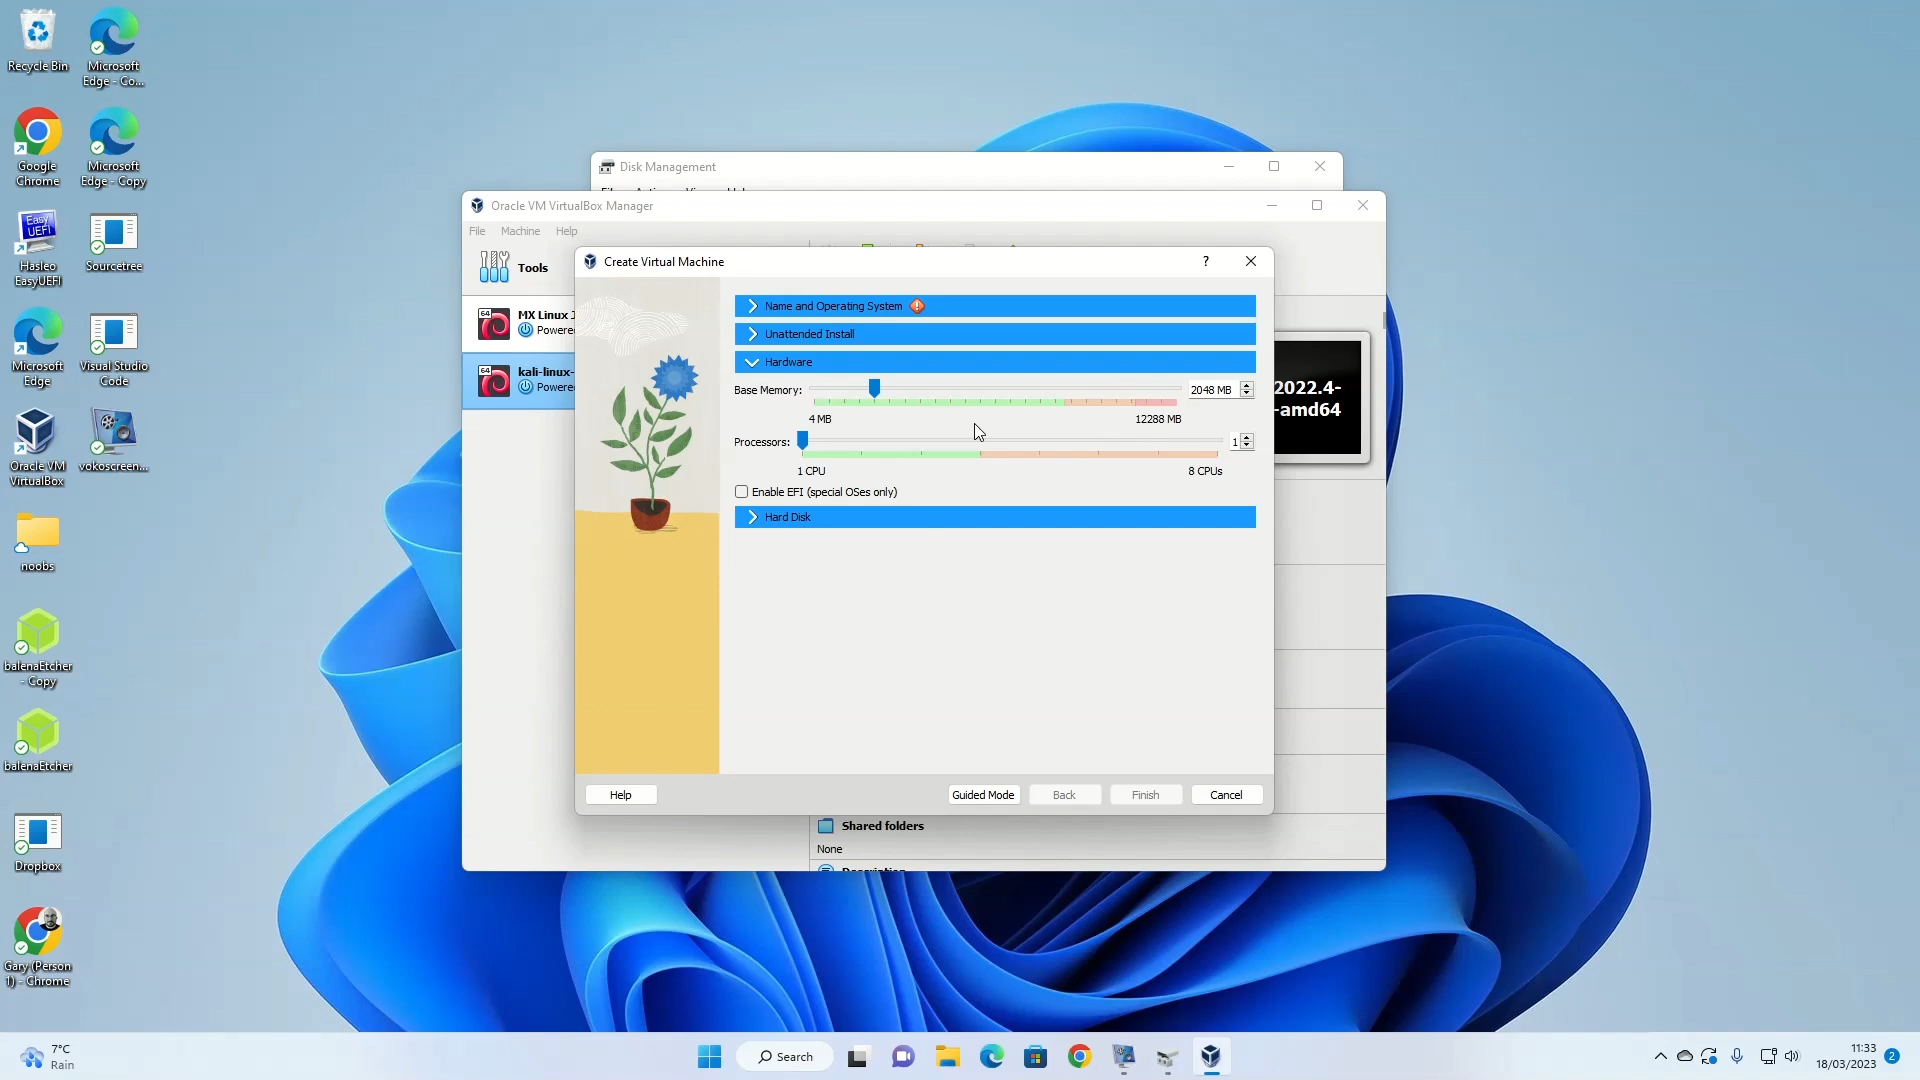 Recycle Bin
Microsoft
Edge - Co...
Google
Chrome
Microsoft
Edge - Copy
Easy
UEFI
Hasleo
EasyUEFI
Sourcetree
Microsoft
Edge
Visual Studio
Code
Oracle VM
VirtualBox
vokoscreen...
noobs
balenaEtcher
- Copy
balenaEtcher
Dropbox
Gary (Person
1) - Chrome
Disk Management
Oracle VM VirtualBox Manager
File Machine Help
Tools
64
MX Linux
Powere
64
kali-linux-
Powere
2022.4-
-amd64
Create Virtual Machine
?
Name and Operating System
Unattended Install
Hardware
Base Memory:
2048 MB
4 MB
12288 MB
Processors:
1
1 CPU
8 CPUs
Enable EFI (special OSes only)
Hard Disk
Help
Guided Mode
Back
Finish
Cancel
Shared folders
None
7°C
Rain
Search
11:33
18/03/2023
2